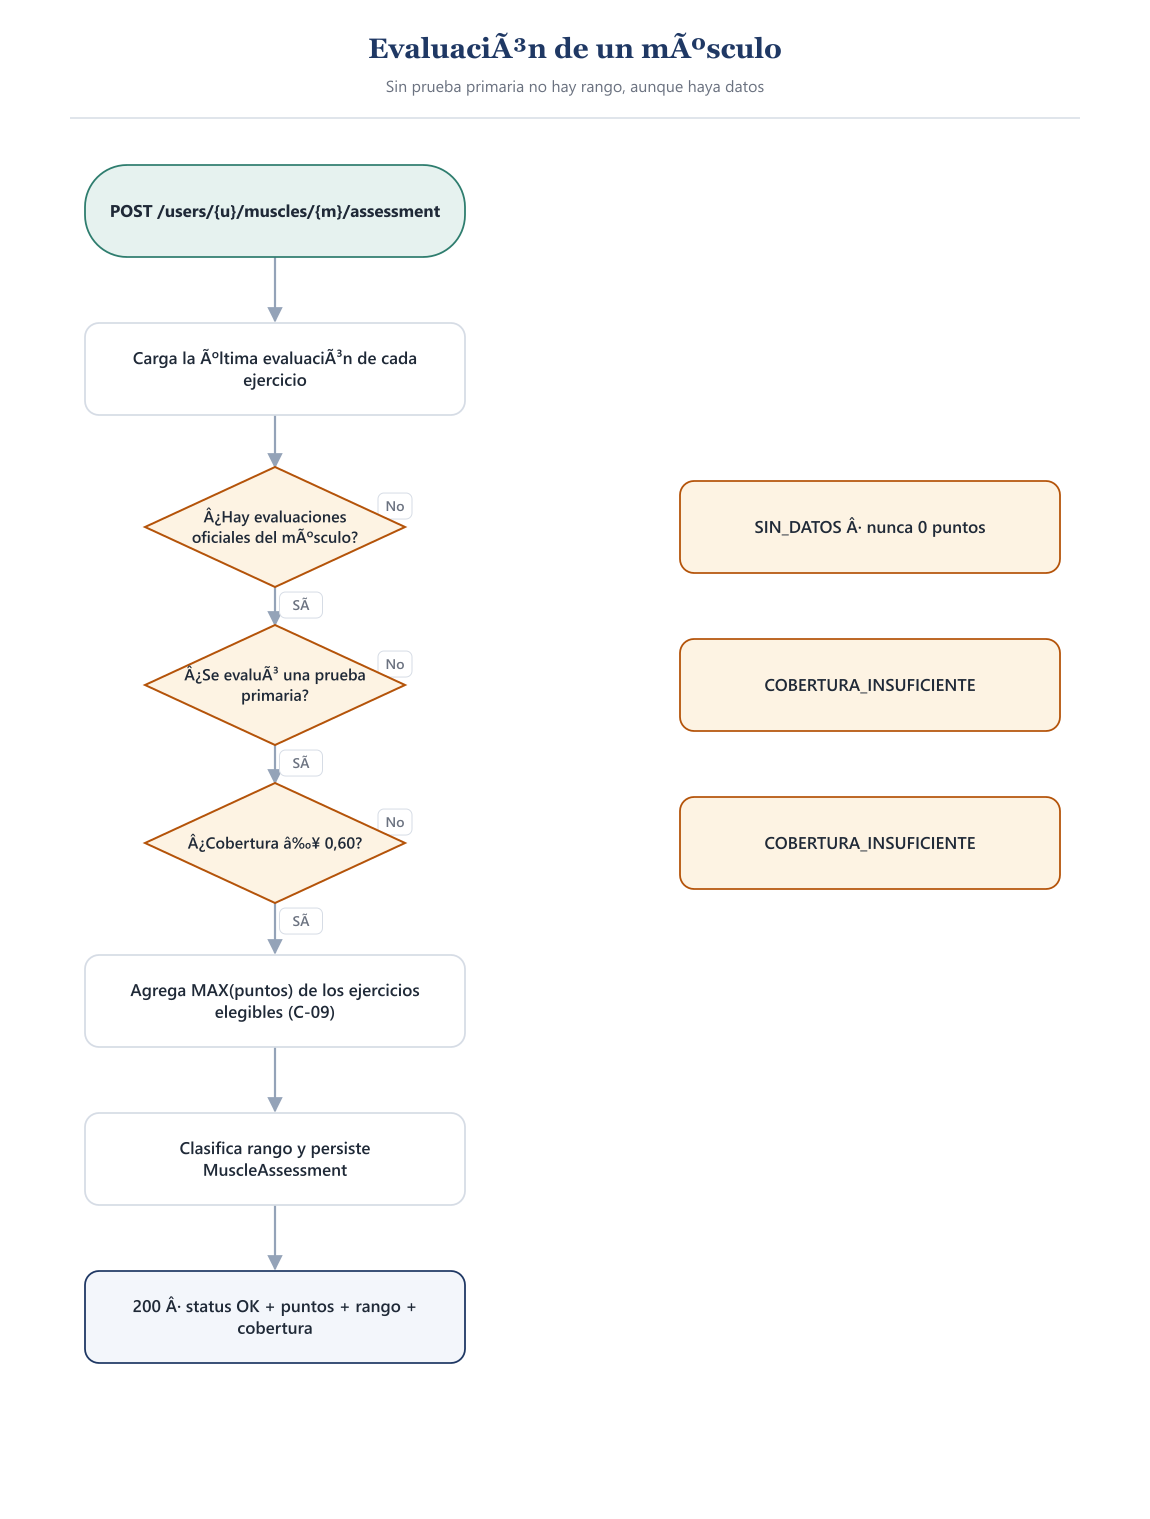 EvaluaciÃ³n de un mÃºsculo
Sin prueba primaria no hay rango, aunque haya datos
POST /users/{u}/muscles/{m}/assessment
Carga la Ãºltima evaluaciÃ³n de cada
ejercicio
Â¿Hay evaluaciones
oficiales del mÃºsculo?
No
SIN_DATOS Â· nunca 0 puntos
SÃ
Â¿Se evaluÃ³ una prueba
primaria?
No
COBERTURA_INSUFICIENTE
SÃ
Â¿Cobertura â‰¥ 0,60?
No
COBERTURA_INSUFICIENTE
SÃ
Agrega MAX(puntos) de los ejercicios
elegibles (C-09)
Clasifica rango y persiste
MuscleAssessment
200 Â· status OK + puntos + rango +
cobertura